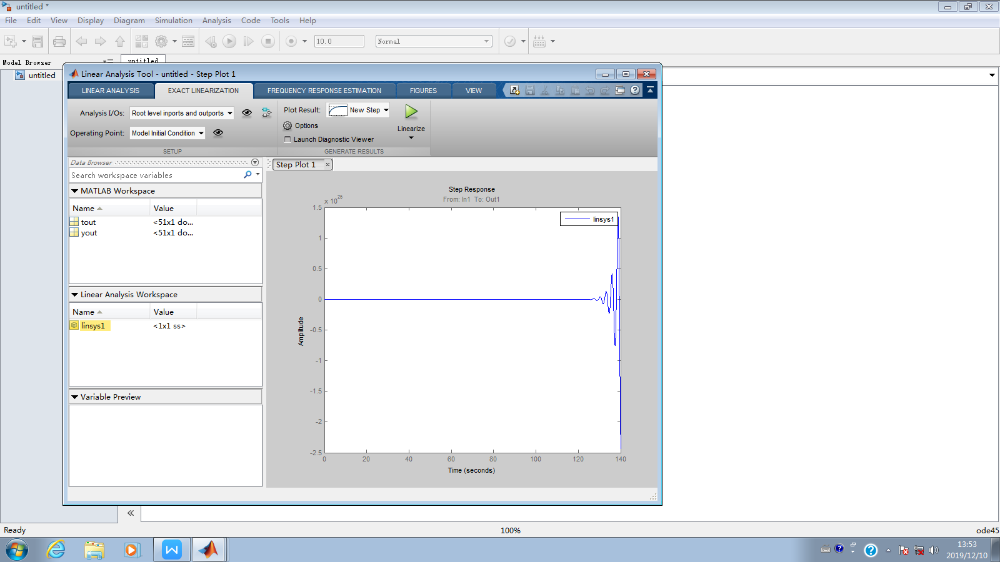 untitled *
File Edit View Display Diagram Simulation Analysis Code Tools Help
10.0 Normal
Model Browser
untitled
untitled
Linear Analysis Tool - untitled - Step Plot 1
LINEAR ANALYSIS EXACT LINEARIZATION FREQUENCY RESPONSE ESTIMATION FIGURES VIEW
Analysis I/Os: Root level inports and outports
Operating Point: Model Initial Condition
SETUP
Plot Result: New Step
Options
Launch Diagnostic Viewer
Linearize
GENERATE RESULTS
Data Browser
Search workspace variables
MATLAB Workspace
Name Value
tout <51x1 do...
yout <51x1 do...
Linear Analysis Workspace
Name Value
linsys1 <1x1 ss>
Variable Preview
Step Plot 1 ×
Step Response
From: In1 To: Out1
x 10^25
linsys1
1.5
1
0.5
0
-0.5
-1
-1.5
-2
-2.5
Amplitude
0 20 40 60 80 100 120 140
Time (seconds)
Ready 100% ode45
W
13:53
2019/12/10